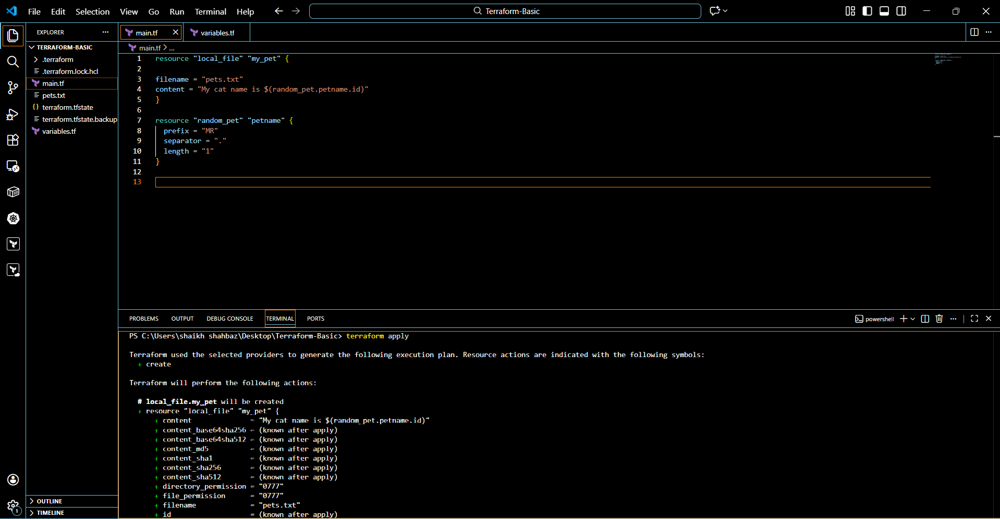 File Edit Selection View Go Run Terminal Help
Terraform-Basic
EXPLORER
TERRAFORM-BASIC
.terraform
.terraform.lock.hcl
main.tf
pets.txt
terraform.tfstate
terraform.tfstate.backup
variables.tf
OUTLINE
TIMELINE
1
main.tf
variables.tf
main.tf > ...
1 resource "local_file" "my_pet" {
2
3 filename = "pets.txt"
4 content = "My cat name is $(random_pet.petname.id)"
5 }
6
7 resource "random_pet" "petname" {
8 prefix = "MR"
9 separator = "."
10 length = "1"
11 }
12
13
PROBLEMS OUTPUT DEBUG CONSOLE TERMINAL PORTS
powershell
PS C:\Users\shaikh shahbaz\Desktop\Terraform-Basic> terraform apply
Terraform used the selected providers to generate the following execution plan. Resource actions are indicated with the following symbols:
+ create
Terraform will perform the following actions:
# local_file.my_pet will be created
+ resource "local_file" "my_pet" {
+ content = "My cat name is $(random_pet.petname.id)"
+ content_base64sha256 = (known after apply)
+ content_base64sha512 = (known after apply)
+ content_md5 = (known after apply)
+ content_sha1 = (known after apply)
+ content_sha256 = (known after apply)
+ content_sha512 = (known after apply)
+ directory_permission = "0777"
+ file_permission = "0777"
+ filename = "pets.txt"
+ id = (known after apply)